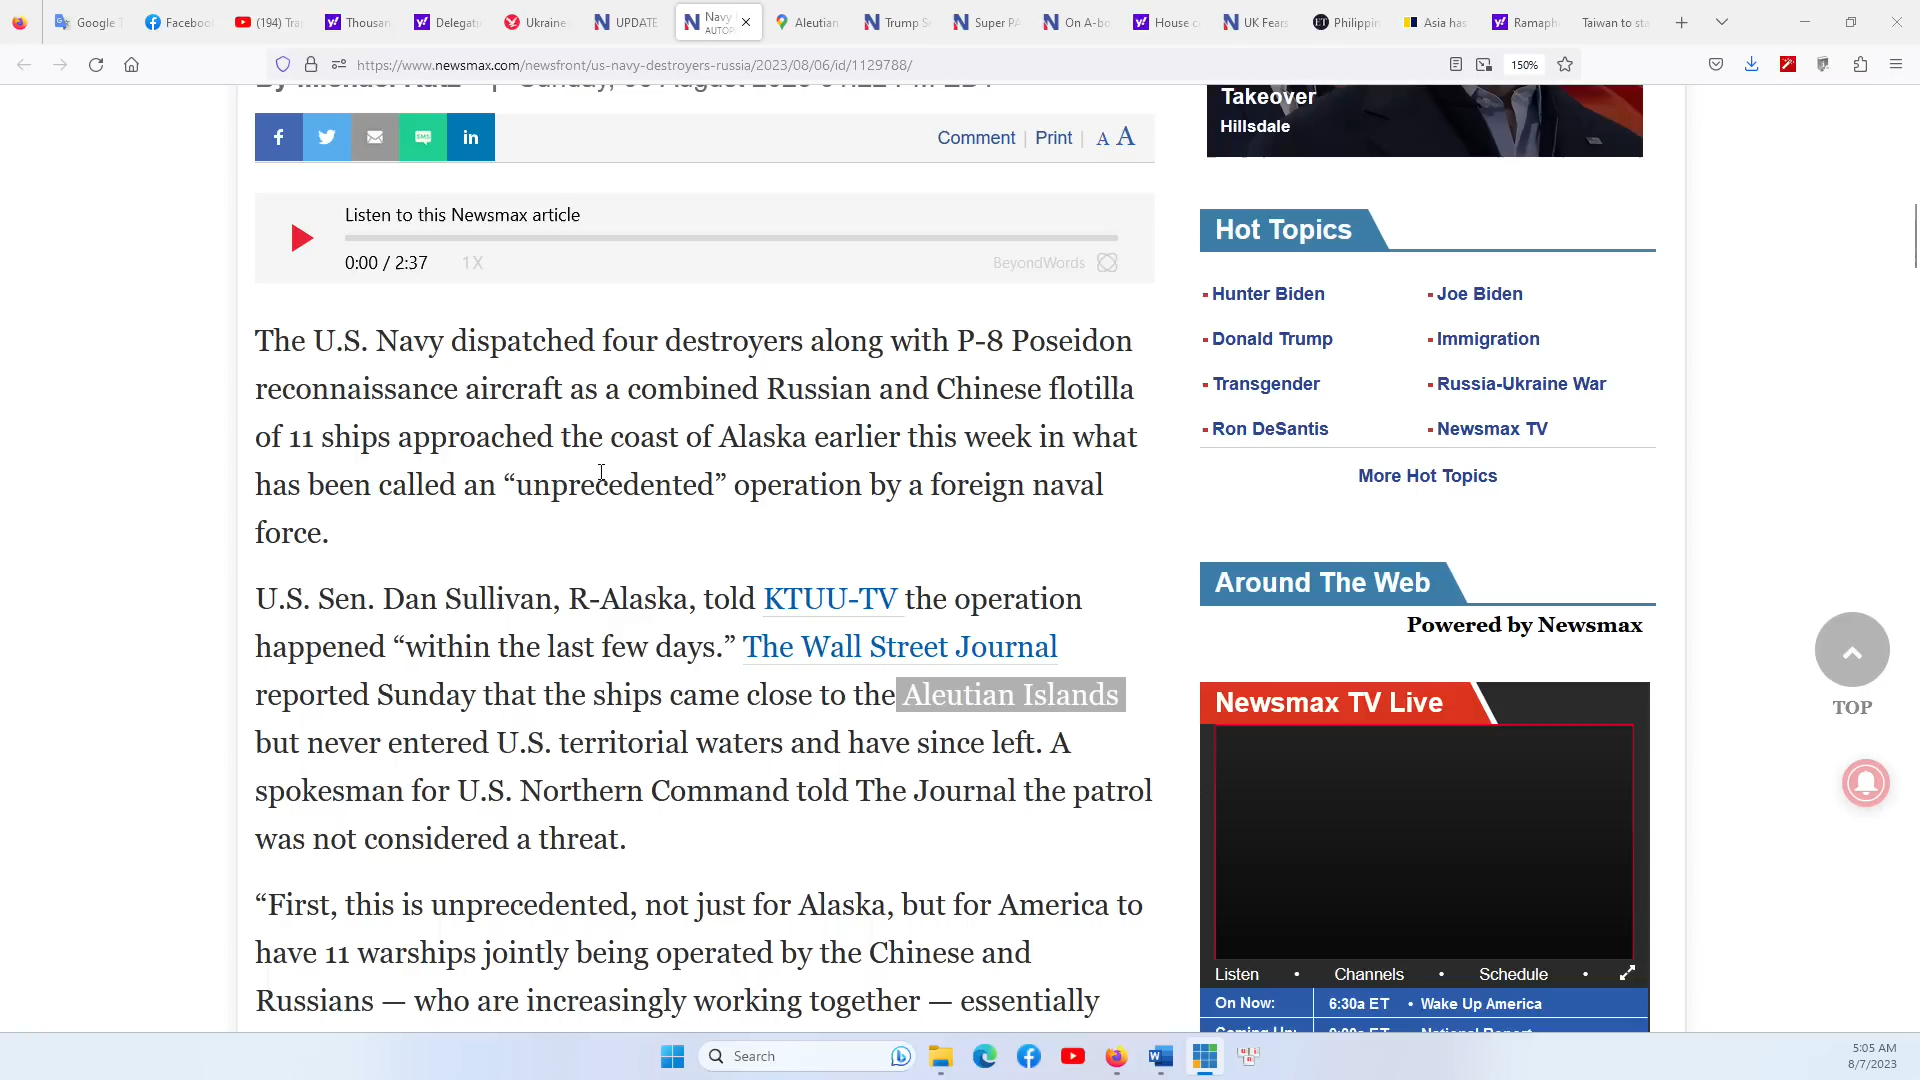 Google T
Facebook
(194) Tra
Thousan
Delegati
Ukraine
UPDATE
Navy
AUTOP
Aleutian
Trump S
Super PA
On A-bo
House c
UK Fears
Philippin
Asia has
Ramaph
Taiwan to sta
https://www.newsmax.com/newsfront/us-navy-destroyers-russia/2023/08/06/id/1129788/
150%
Takeover
Hillsdale
Comment | Print | A A
Listen to this Newsmax article
0:00 / 2:37 1X
BeyondWords
The U.S. Navy dispatched four destroyers along with P-8 Poseidon
reconnaissance aircraft as a combined Russian and Chinese flotilla
of 11 ships approached the coast of Alaska earlier this week in what
has been called an “unprecedented” operation by a foreign naval
force.
U.S. Sen. Dan Sullivan, R-Alaska, told KTUU-TV the operation
happened “within the last few days.” The Wall Street Journal
reported Sunday that the ships came close to the Aleutian Islands
but never entered U.S. territorial waters and have since left. A
spokesman for U.S. Northern Command told The Journal the patrol
was not considered a threat.
“First, this is unprecedented, not just for Alaska, but for America to
have 11 warships jointly being operated by the Chinese and
Russians — who are increasingly working together — essentially
Hot Topics
Hunter Biden
Joe Biden
Donald Trump
Immigration
Transgender
Russia-Ukraine War
Ron DeSantis
Newsmax TV
More Hot Topics
Around The Web
Powered by Newsmax
Newsmax TV Live
Listen • Channels • Schedule •
On Now: 6:30a ET • Wake Up America
TOP
Search
5:05 AM
8/7/2023